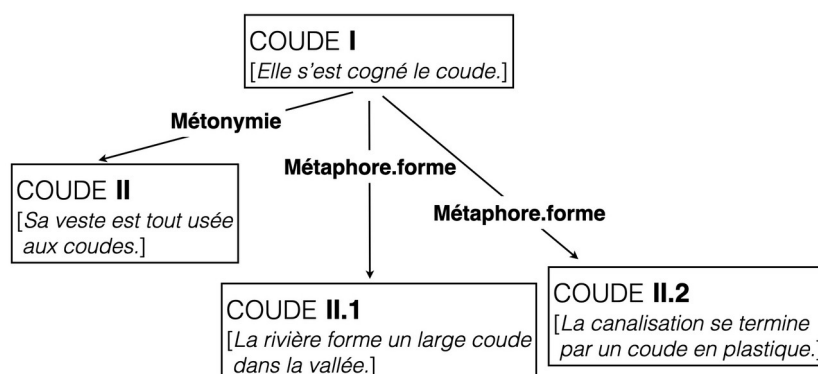 COUDE I
[Elle s'est cogné le coude.]
Métonymie
Métaphore.forme
Métaphore.forme
COUDE II
[Sa veste est tout usée
aux coudes.]
COUDE II.1
[La rivière forme un large coude
dans la vallée.]
COUDE II.2
[La canalisation se termine
par un coude en plastique.]